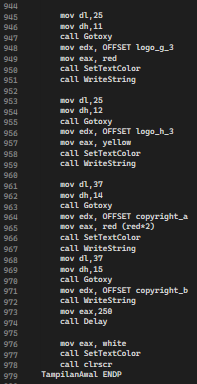 944
945 mov dl,25
946 mov dh,11
947 call Gotoxy
948 mov edx, OFFSET logo_g_3
949 mov eax, red
950 call SetTextColor
951 call WriteString
952
953 mov dl,25
954 mov dh,12
955 call Gotoxy
956 mov edx, OFFSET logo_h_3
957 mov eax, yellow
958 call SetTextColor
959 call WriteString
960
961 mov dl,37
962 mov dh,14
963 call Gotoxy
964 mov edx, OFFSET copyright_a
965 mov eax, red (red*2)
966 call SetTextColor
967 call WriteString
968 mov dl,37
969 mov dh,15
970 call Gotoxy
971 mov edx, OFFSET copyright_b
972 call WriteString
973 mov eax,250
974 call Delay
975
976 mov eax, white
977 call SetTextColor
978 call clrscr
979 TampilanAwal ENDP